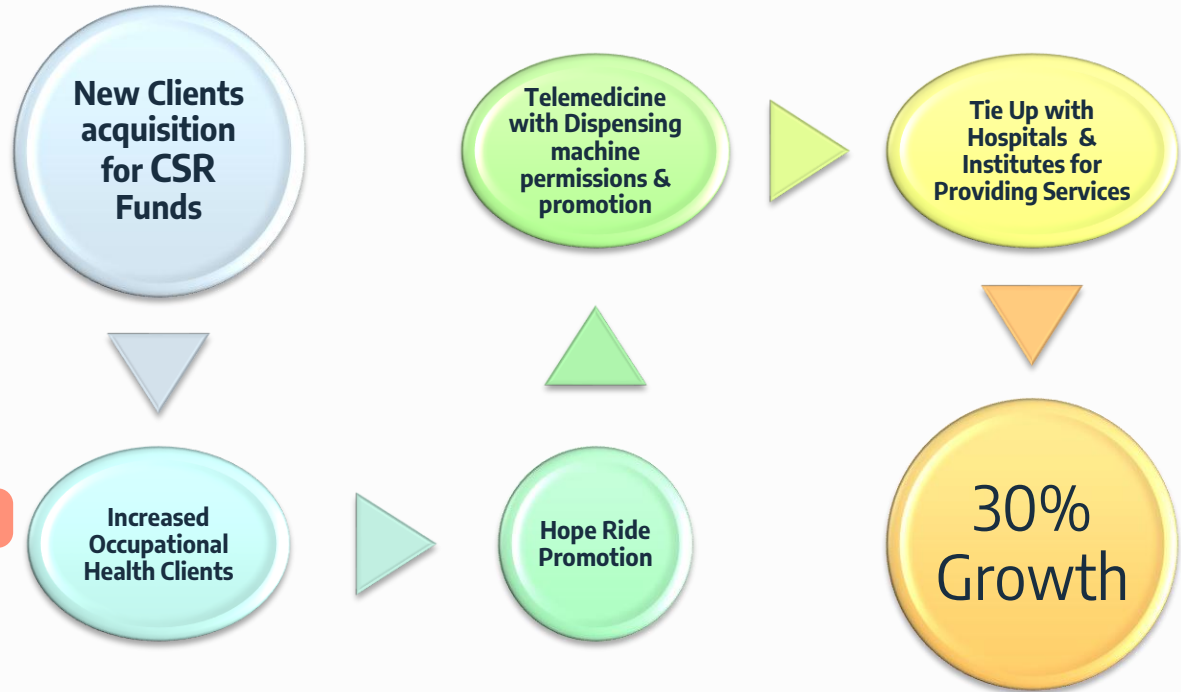 New Clients
acquisition
for CSR
Funds
Increased
Occupational
Health Clients
Hope Ride
Promotion
Telemedicine
with Dispensing
machine
permissions &
promotion
Tie Up with
Hospitals &
Institutes for
Providing Services
30%
Growth